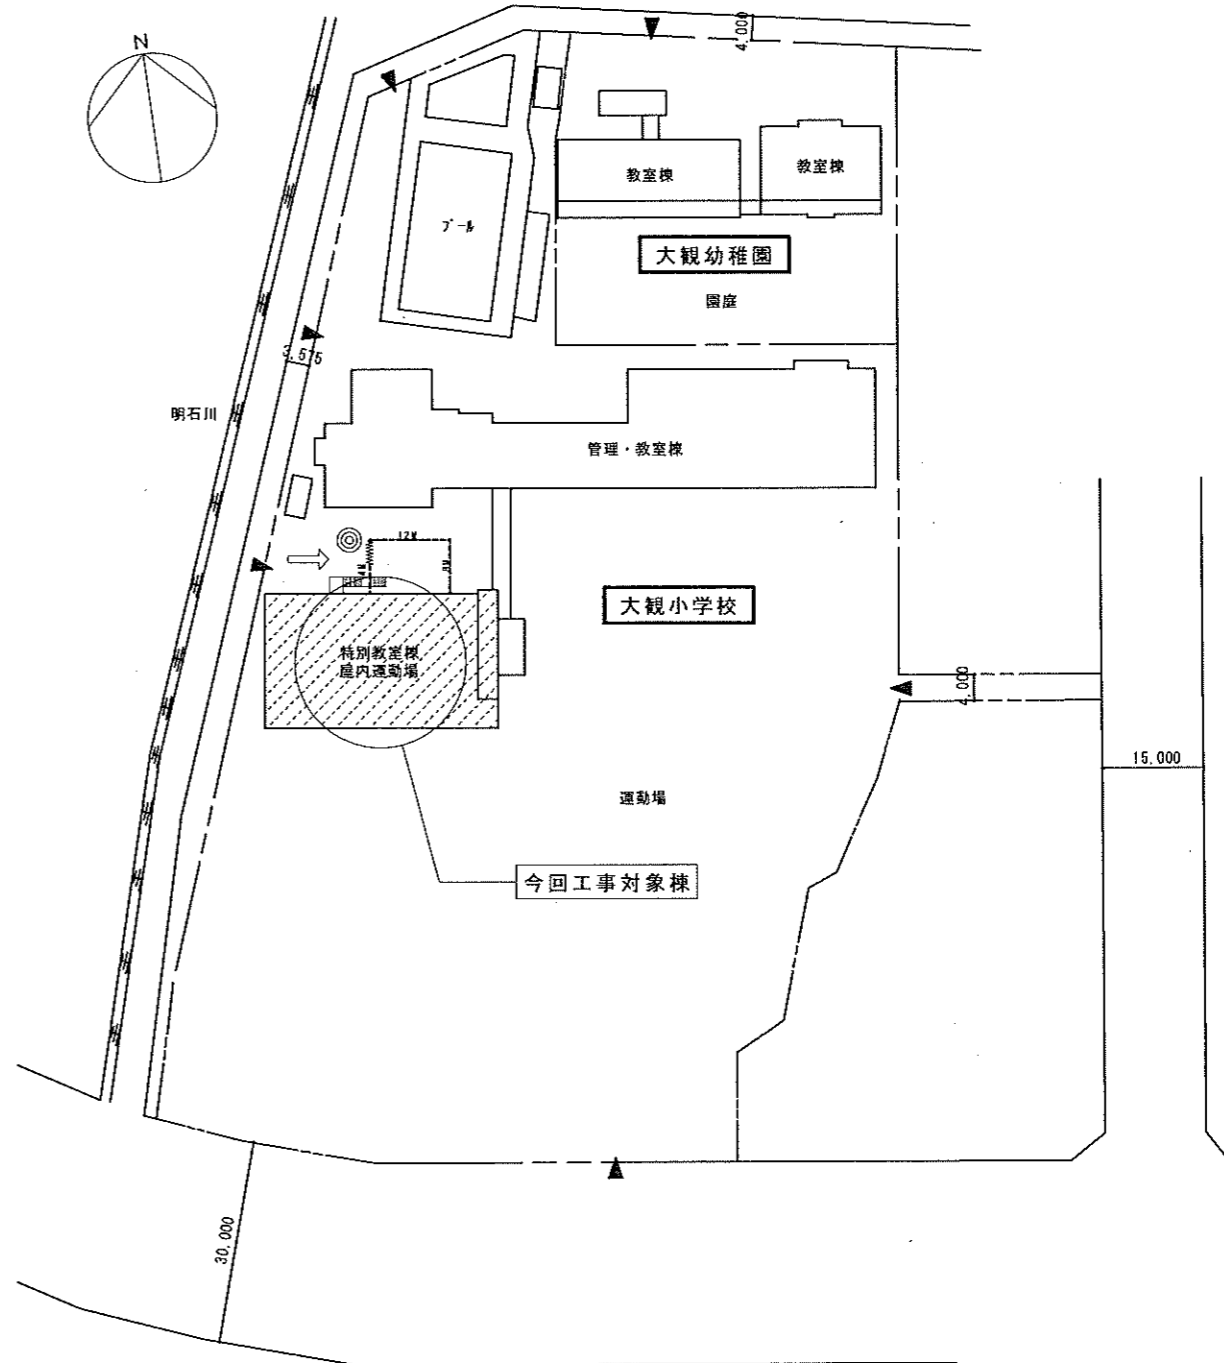 N
4.000
教室棟
教室棟
プール
大観幼稚園
園庭
3.575
明石川
管理・教室棟
12M
4M
8M
大観小学校
特別教室棟
屋内運動場
4.000
15.000
運動場
今回工事対象棟
30.000